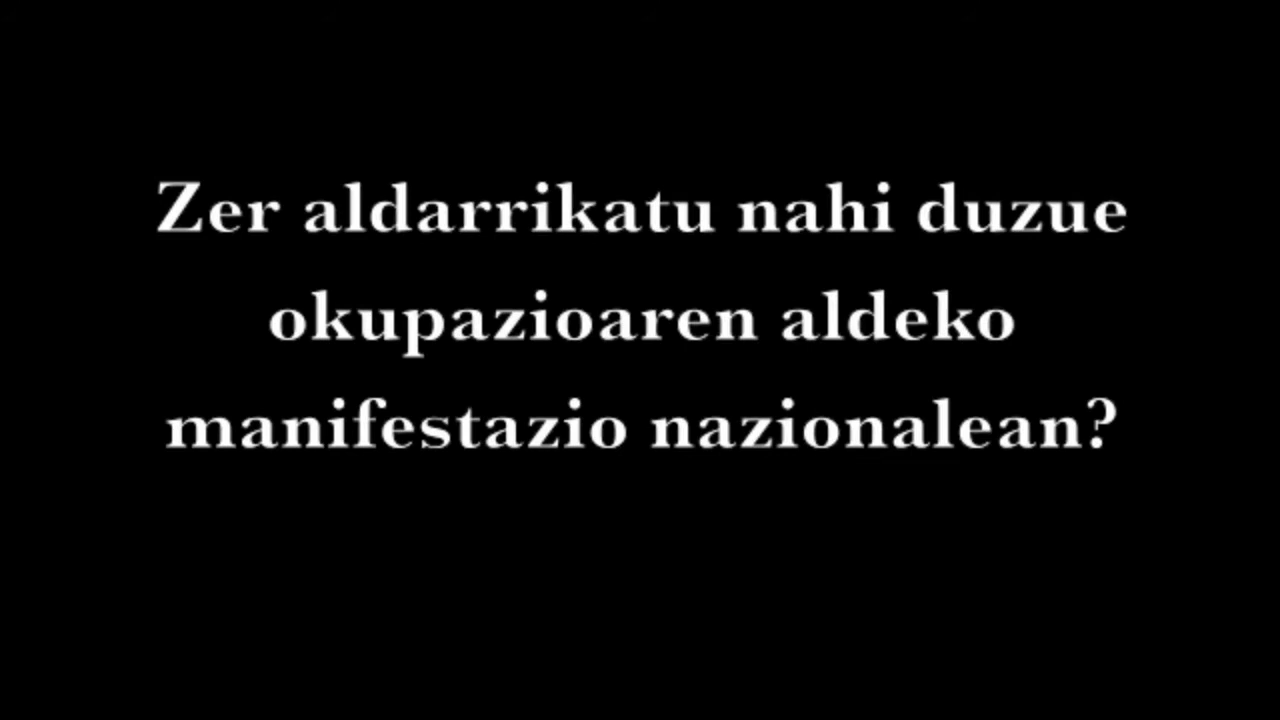 Zer aldarrikatu nahi duzue
okupazioaren aldeko
manifestazio nazionalean?